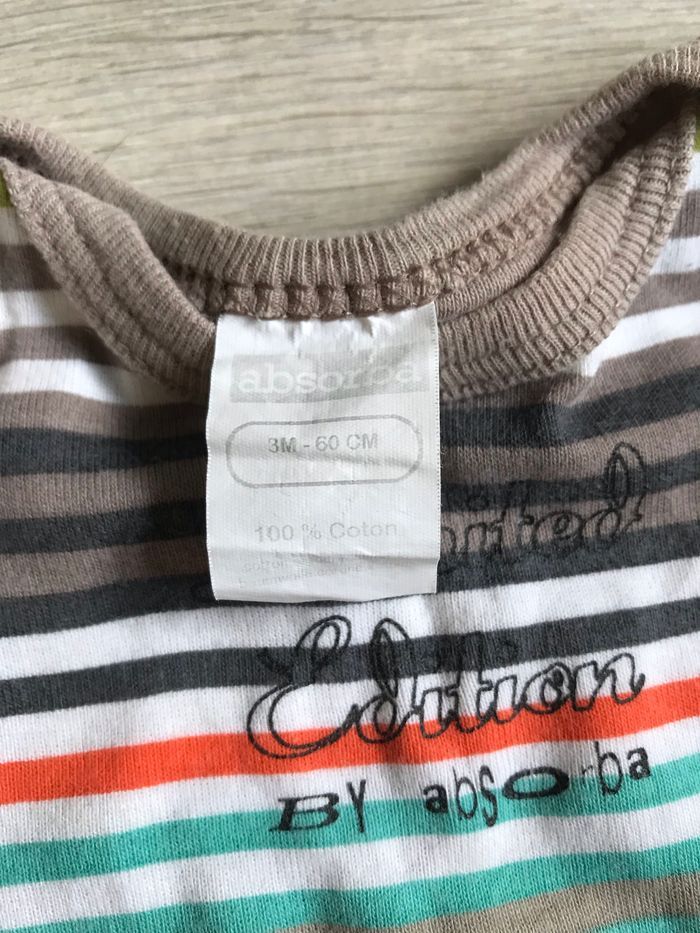 absorba
3M - 60 CM
100 % Coton
Edition
BY absorba